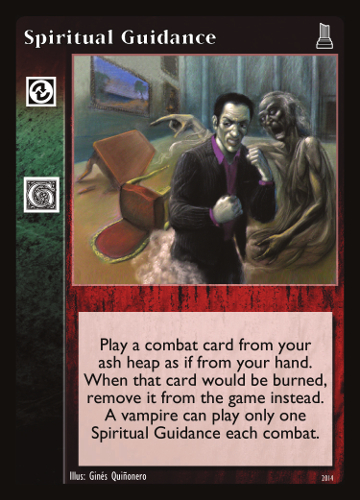 Spiritual Guidance
Play a combat card from your
ash heap as if from your hand.
When that card would be burned,
remove it from the game instead.
A vampire can play only one
Spiritual Guidance each combat.
Illus: Ginés Quiñonero
2014